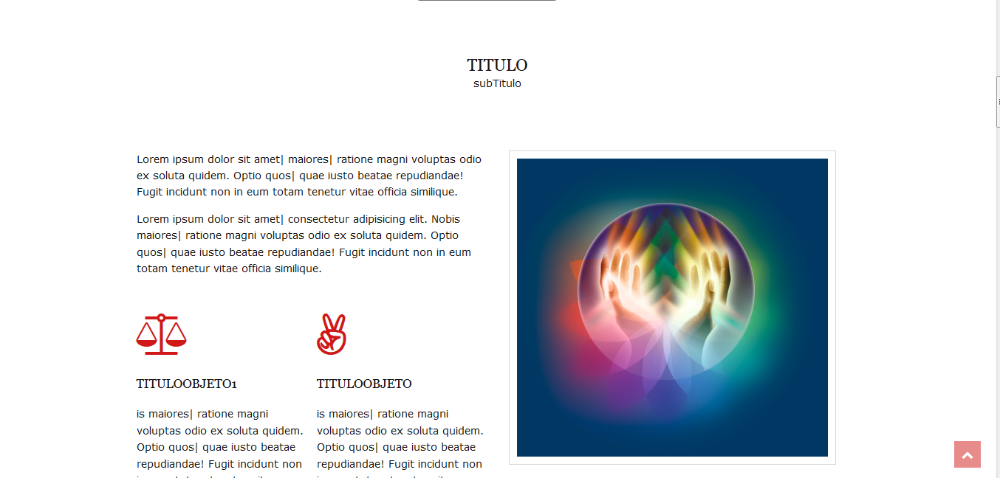 TITULO
subTitulo
Lorem ipsum dolor sit amet| maiores| ratione magni voluptas odio
ex soluta quidem. Optio quos| quae iusto beatae repudiandae!
Fugit incidunt non in eum totam tenetur vitae officia similique.
Lorem ipsum dolor sit amet| consectetur adipisicing elit. Nobis
maiores| ratione magni voluptas odio ex soluta quidem. Optio
quos| quae iusto beatae repudiandae! Fugit incidunt non in eum
totam tenetur vitae officia similique.
TITULOOBJETO1
is maiores| ratione magni
voluptas odio ex soluta quidem.
Optio quos| quae iusto beatae
repudiandae! Fugit incidunt non
TITULOOBJETO
is maiores| ratione magni
voluptas odio ex soluta quidem.
Optio quos| quae iusto beatae
repudiandae! Fugit incidunt non